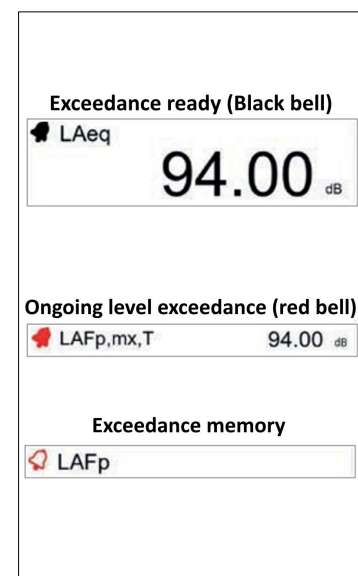 Exceedance ready (Black bell)
LAeq
94.00 dB
Ongoing level exceedance (red bell)
LAFp,mx,T 94.00 dB
Exceedance memory
LAFp